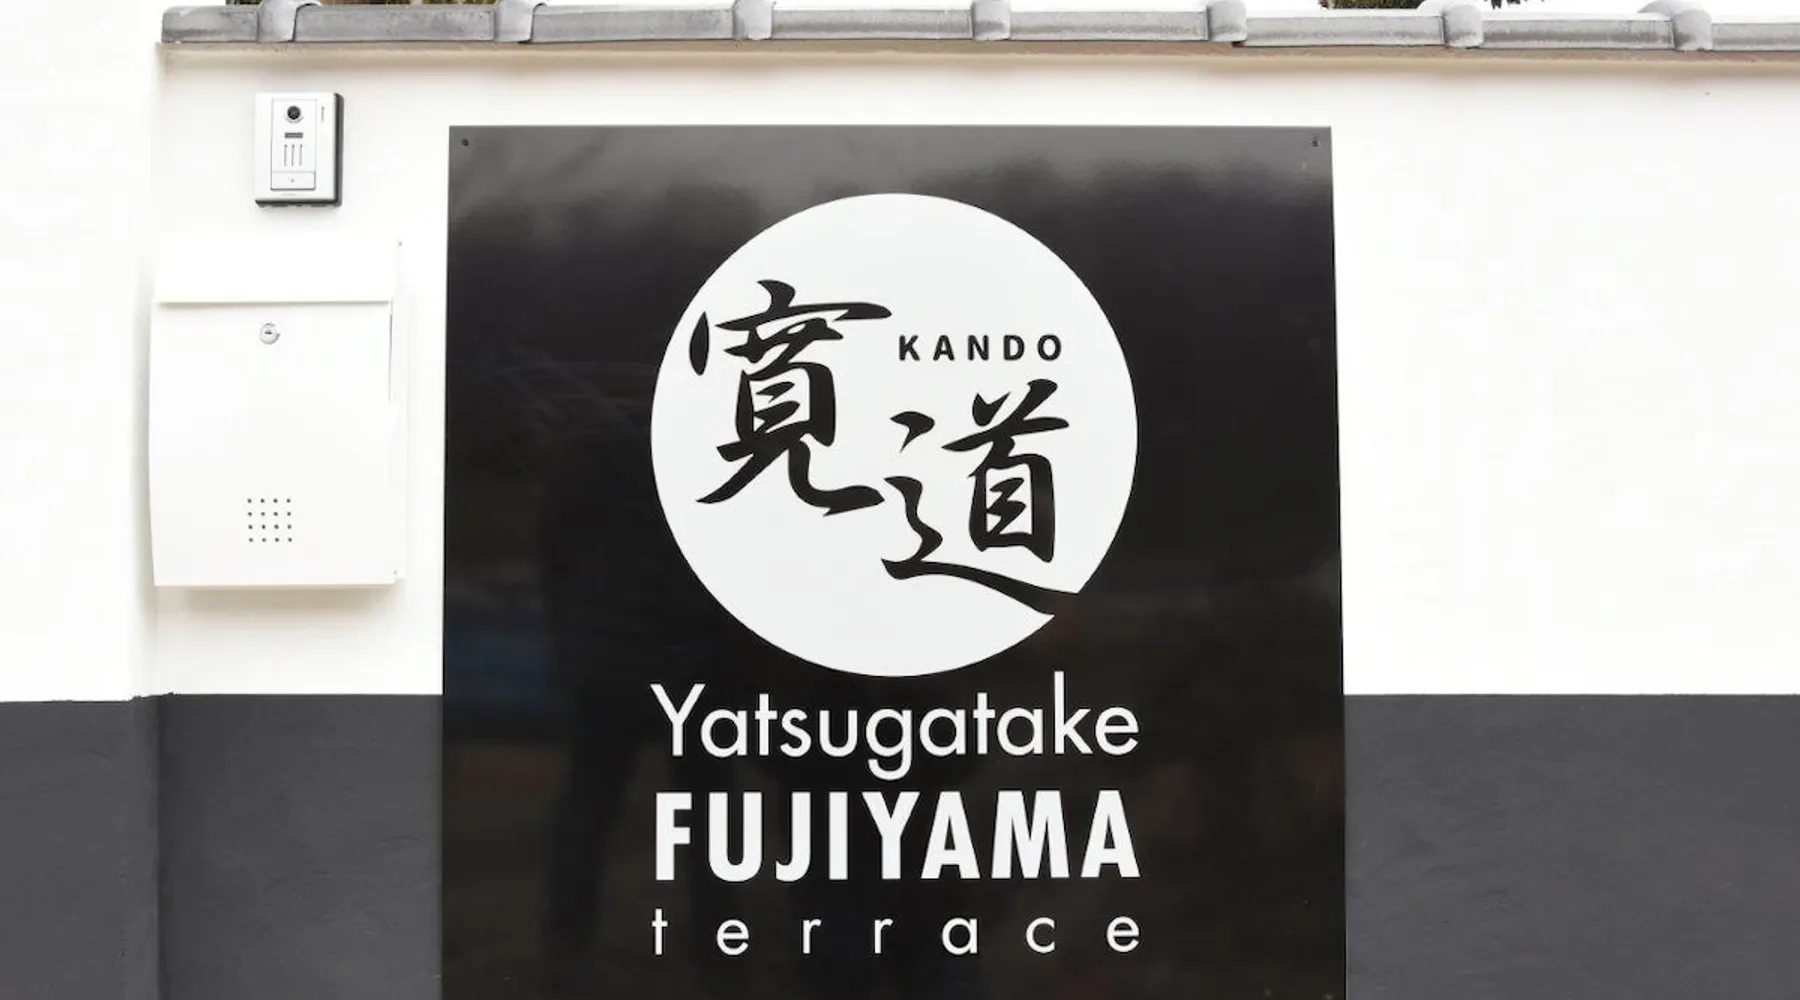 寛道
KANDO
Yatsugatake
FUJIYAMA
terrace